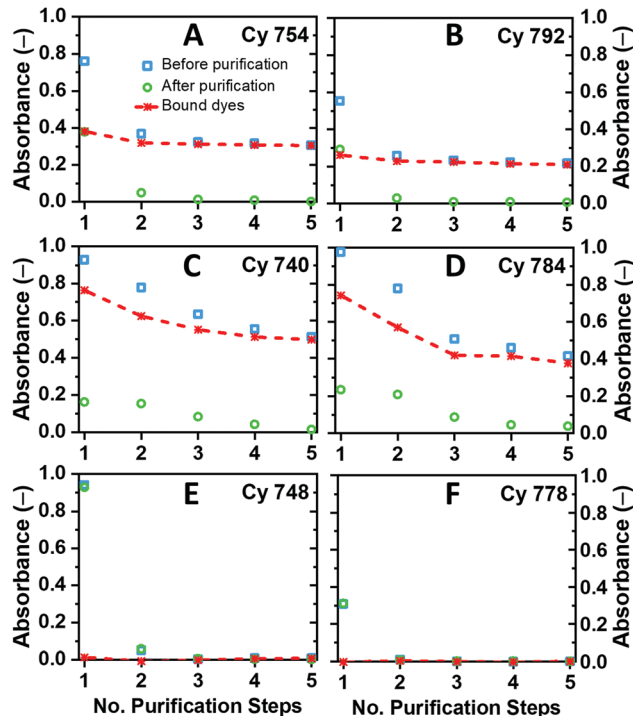 A Cy 754
Before purification
After purification
Bound dyes
Absorbance (–)
1.0
0.8
0.6
0.4
0.2
0.0
1 2 3 4 5
B Cy 792
Absorbance (–)
1.0
0.8
0.6
0.4
0.2
0.0
1 2 3 4 5
C Cy 740
Absorbance (–)
1.0
0.8
0.6
0.4
0.2
0.0
1 2 3 4 5
D Cy 784
Absorbance (–)
1.0
0.8
0.6
0.4
0.2
0.0
1 2 3 4 5
E Cy 748
Absorbance (–)
1.0
0.8
0.6
0.4
0.2
0.0
1 2 3 4 5
No. Purification Steps
F Cy 778
Absorbance (–)
1.0
0.8
0.6
0.4
0.2
0.0
1 2 3 4 5
No. Purification Steps